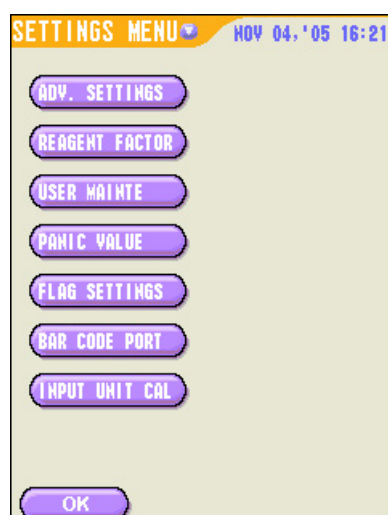 SETTINGS MENU NOV 04,'05 16:21
ADV. SETTINGS
REAGENT FACTOR
USER MAINTE
PANIC VALUE
FLAG SETTINGS
BAR CODE PORT
INPUT UNIT CAL
OK